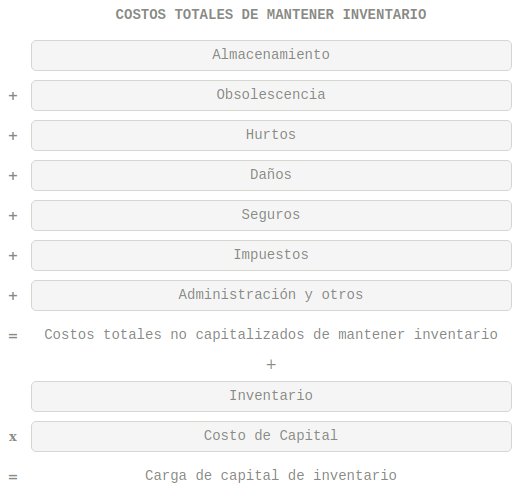 COSTOS TOTALES DE MANTENER INVENTARIO
Almacenamiento
+ Obsolescencia
+ Hurtos
+ Daños
+ Seguros
+ Impuestos
+ Administración y otros
= Costos totales no capitalizados de mantener inventario
+
Inventario
x Costo de Capital
= Carga de capital de inventario